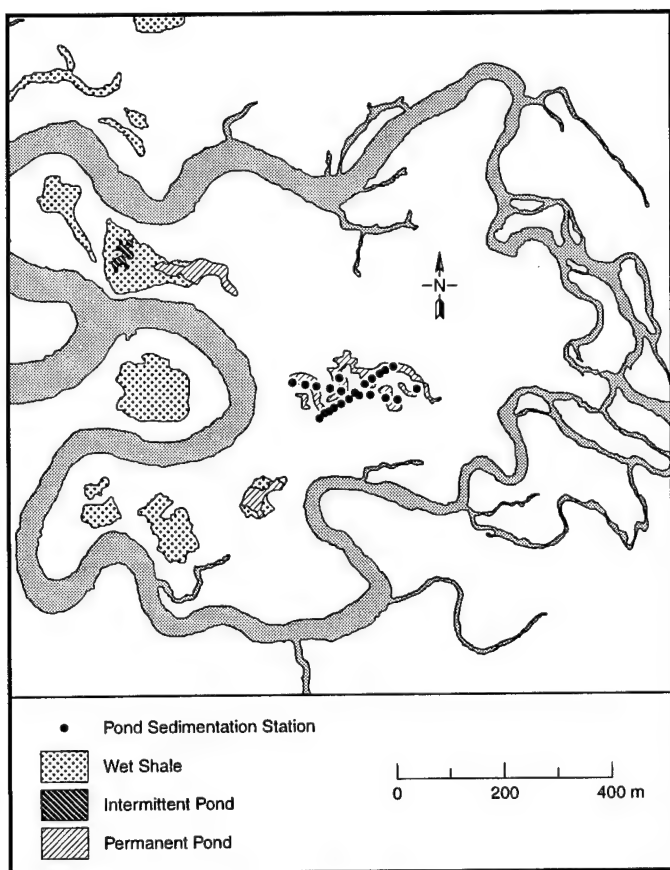 -N-
Pond Sedimentation Station
Wet Shale
Intermittent Pond
Permanent Pond
0 200 400 m